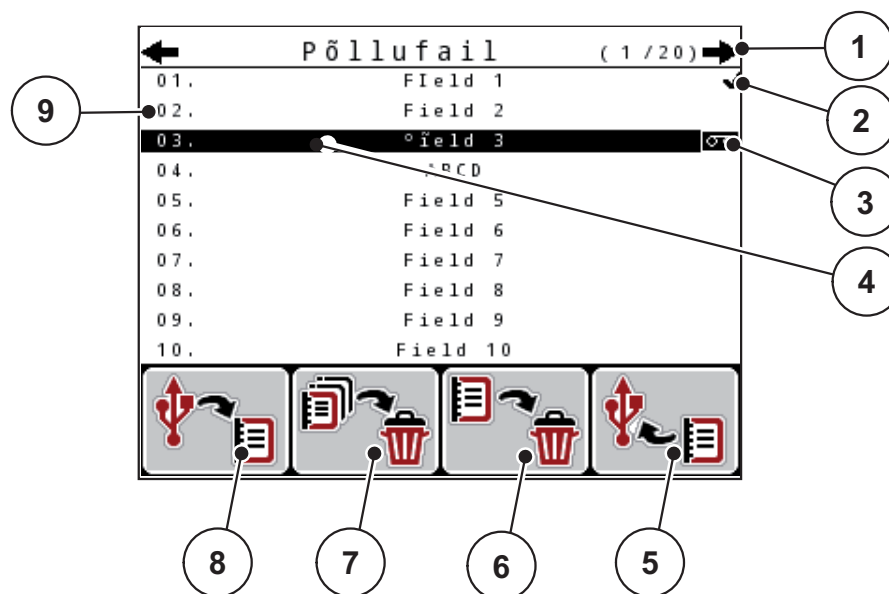 Põllufail (1/20)
01. FIeld 1
02. Field 2
03. ield 3
04. ABCD
05. Field 5
06. Field 6
07. Field 7
08. Field 8
09. Field 9
10. Field 10
1
2
3
4
5
6
7
8
9